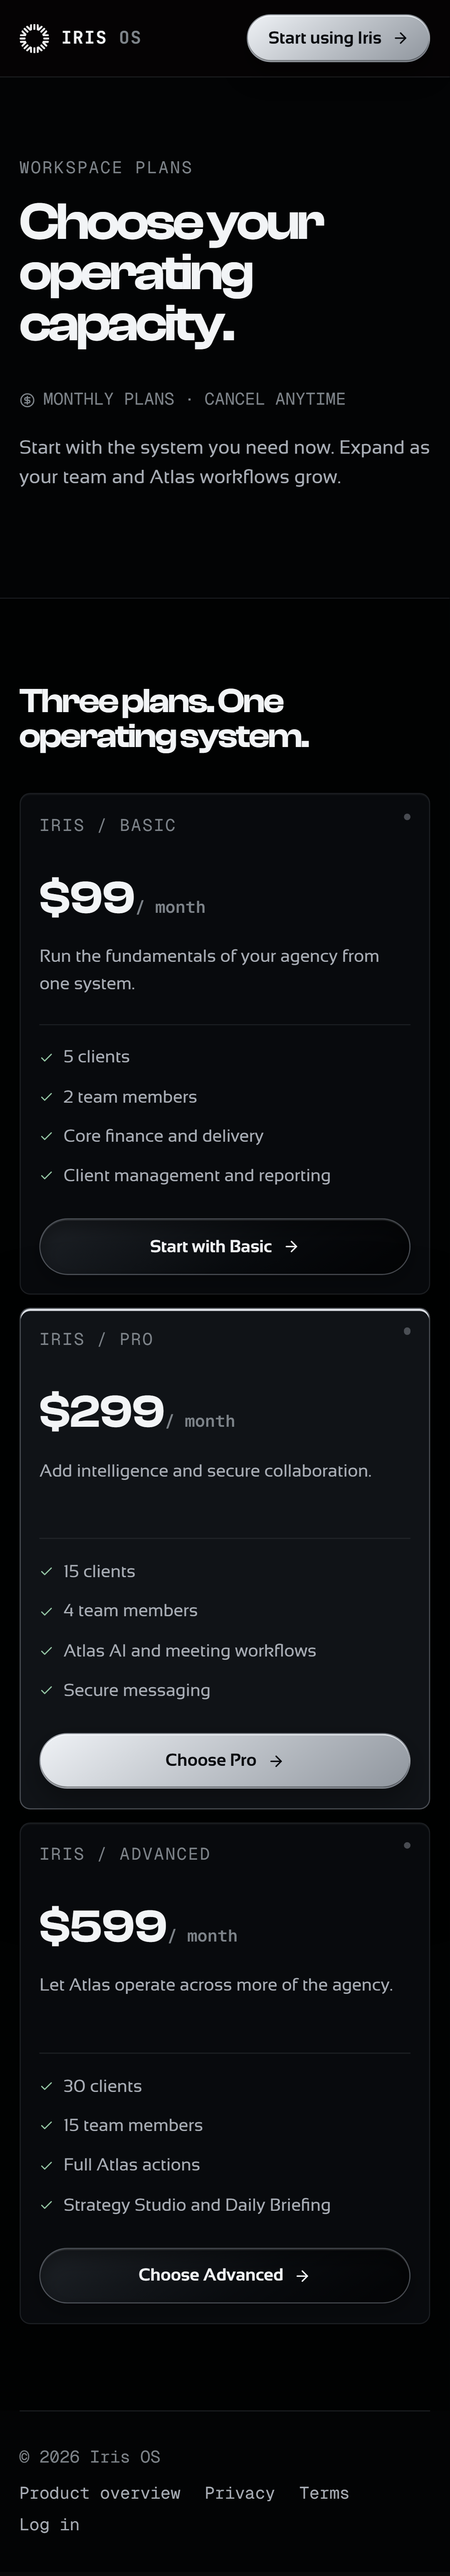 IRIS OS
Start using Iris →
WORKSPACE PLANS
Choose your
operating
capacity.
MONTHLY PLANS · CANCEL ANYTIME
Start with the system you need now. Expand as
your team and Atlas workflows grow.
Three plans. One
operating system.
IRIS / BASIC
$99/ month
Run the fundamentals of your agency from
one system.
5 clients
2 team members
Core finance and delivery
Client management and reporting
Start with Basic →
IRIS / PRO
$299/ month
Add intelligence and secure collaboration.
15 clients
4 team members
Atlas AI and meeting workflows
Secure messaging
Choose Pro →
IRIS / ADVANCED
$599/ month
Let Atlas operate across more of the agency.
30 clients
15 team members
Full Atlas actions
Strategy Studio and Daily Briefing
Choose Advanced →
© 2026 Iris OS
Product overview Privacy Terms
Log in